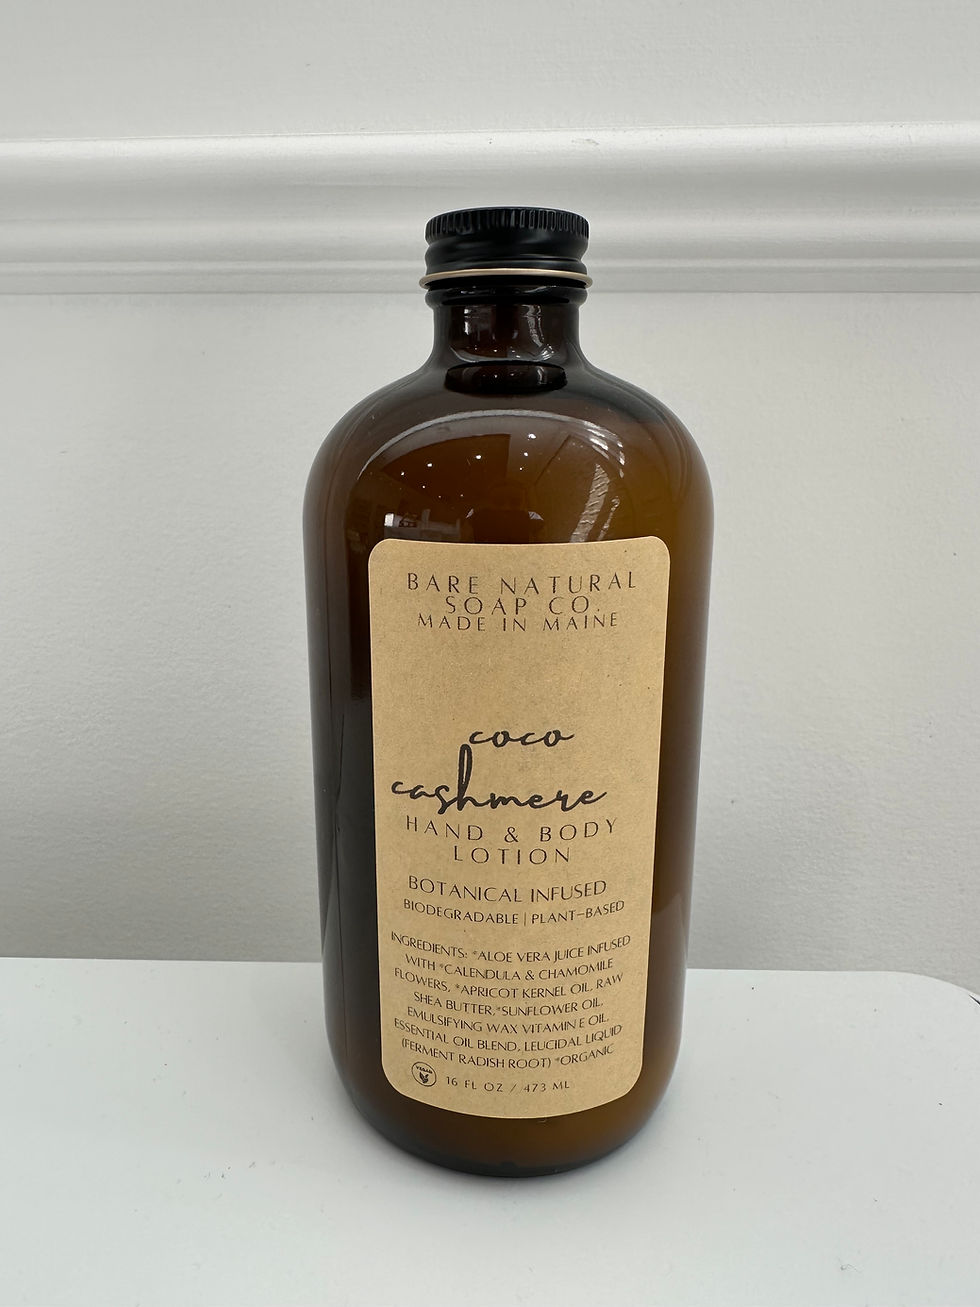 BARE NATURAL
SOAP CO.
MADE IN MAINE
coco
cashmere
HAND & BODY
LOTION
BOTANICAL INFUSED
BIODEGRADABLE | PLANT-BASED
INGREDIENTS: *ALOE VERA JUICE INFUSED
WITH *CALENDULA & CHAMOMILE
FLOWERS, *APRICOT KERNEL OIL, RAW
SHEA BUTTER,*SUNFLOWER OIL,
EMULSIFYING WAX VITAMIN E OIL,
ESSENTIAL OIL BLEND, LEUCIDAL LIQUID
(FERMENT RADISH ROOT) *ORGANIC
VEGAN
16 FL OZ / 473 ML